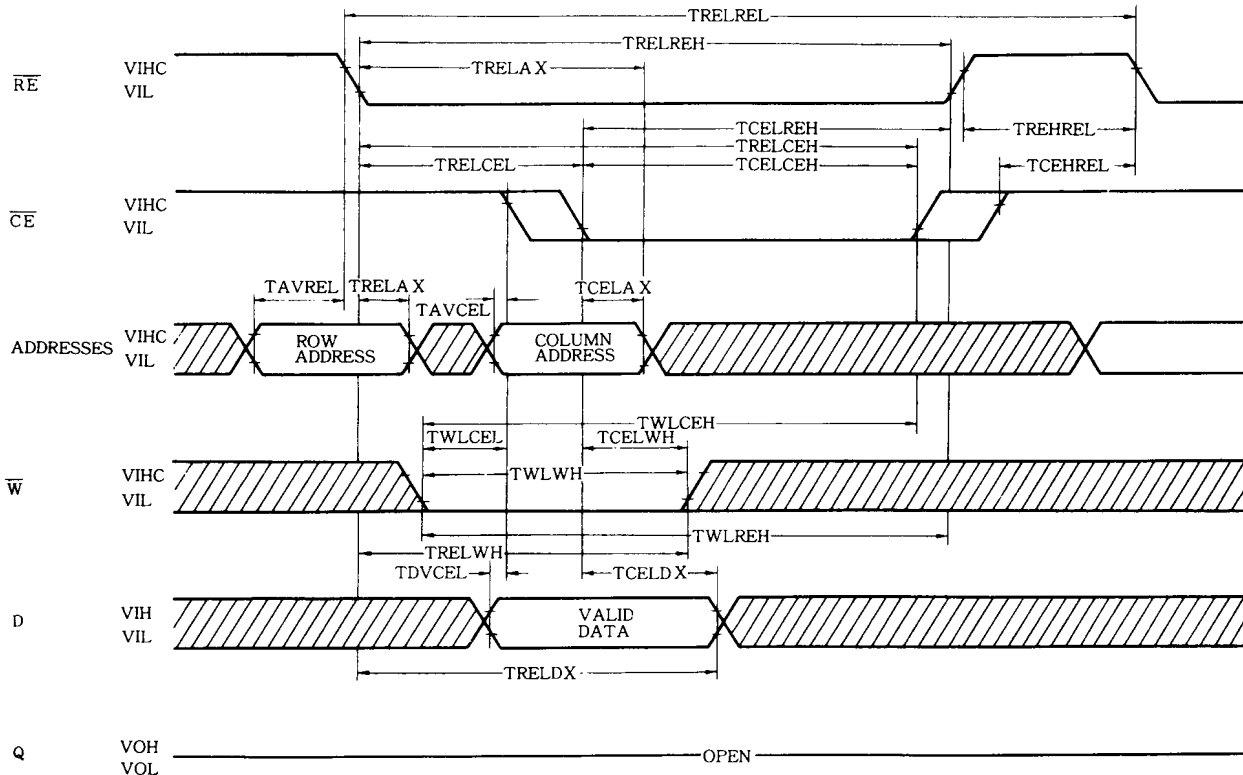 TRELREL
TRELREH
TRELAX
VIHC
RE
VIL
TCELREH
TREHREL
TRELCEH
TRELCEL
TCELCEH
TCEHREL
VIHC
CE
VIL
TAVREL
TRELAX
TAVCEL
TCELAX
ADDRESSES
VIHC
VIL
ROW
ADDRESS
COLUMN
ADDRESS
TWLCEH
TWLCEL
TCELWH
TWLWH
W
VIHC
VIL
TWLREH
TRELWH
TDVCEL
TCELDX
D
VIH
VIL
VALID
DATA
TRELDX
Q
VOH
VOL
OPEN